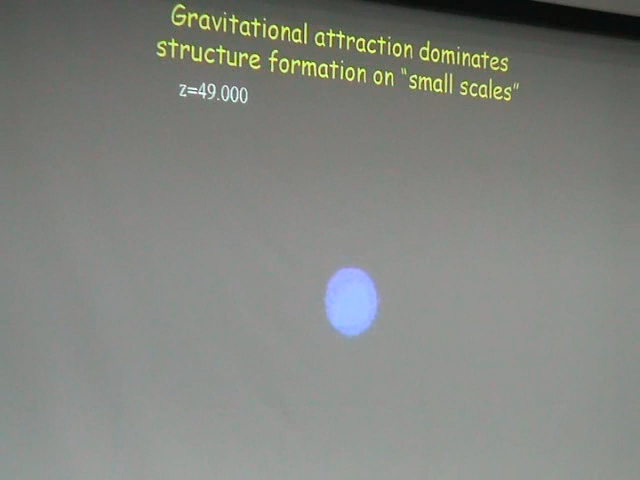 Gravitational attraction dominates
structure formation on “small scales”
z=49.000